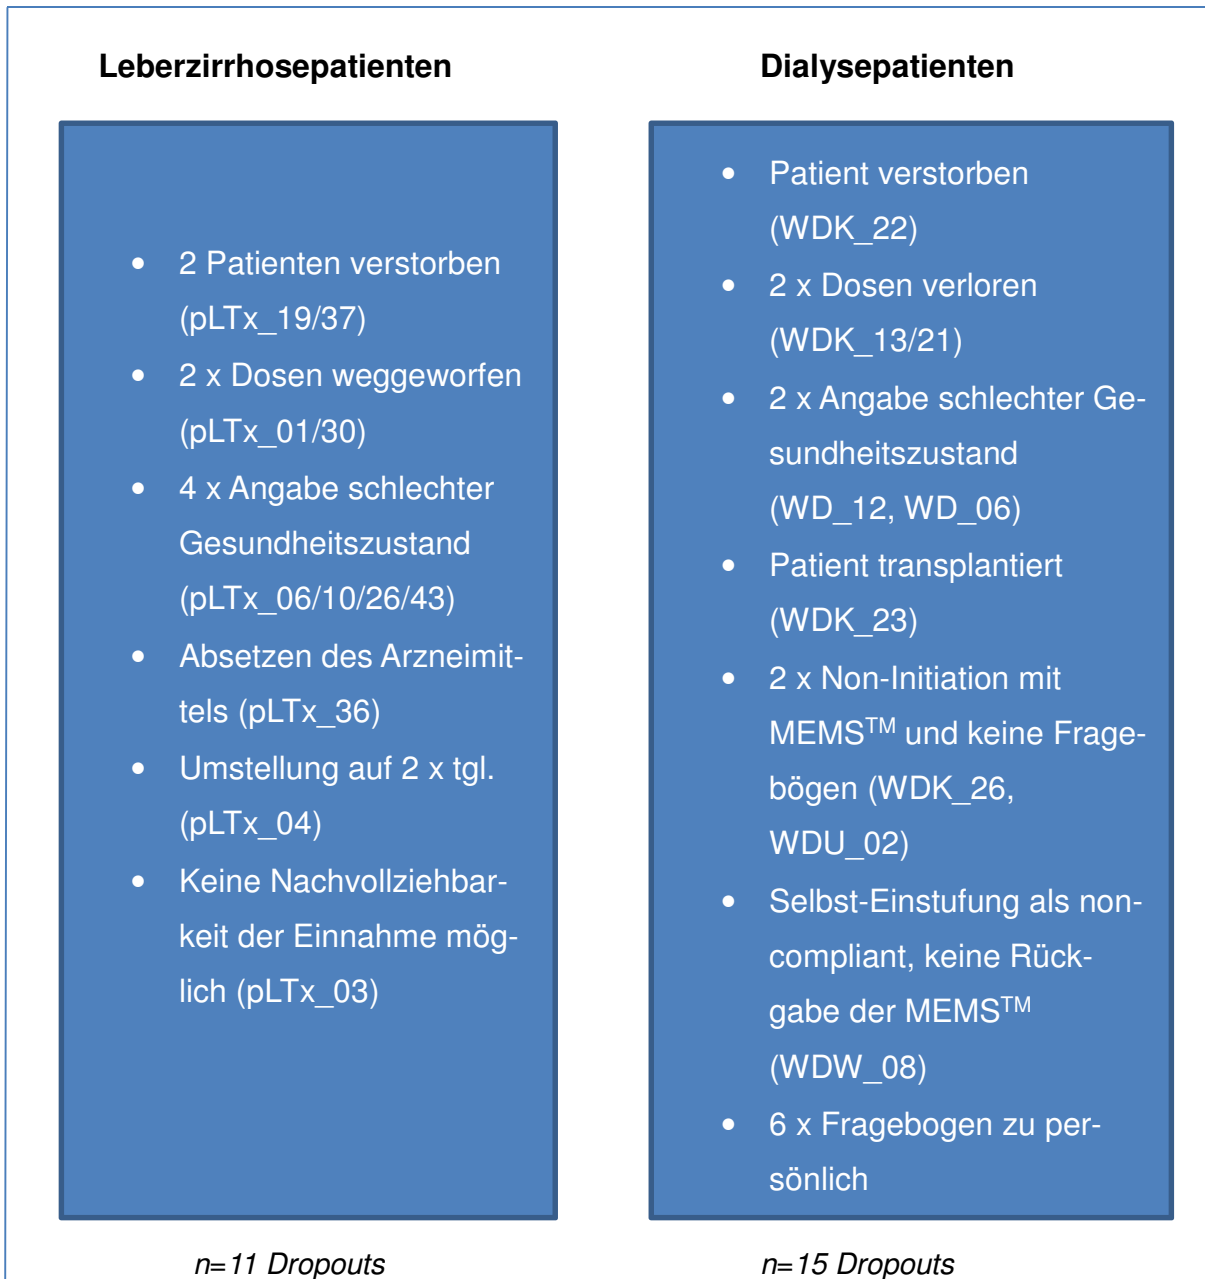 Leberzirrhosepatienten
2 Patienten verstorben
(pLTx_19/37)
2 x Dosen weggeworfen
(pLTx_01/30)
4 x Angabe schlechter
Gesundheitszustand
(pLTx_06/10/26/43)
Absetzen des Arzneimit-
tels (pLTx_36)
Umstellung auf 2 x tgl.
(pLTx_04)
Keine Nachvollziehbar-
keit der Einnahme mög-
lich (pLTx_03)
n=11 Dropouts
Dialysepatienten
Patient verstorben
(WDK_22)
2 x Dosen verloren
(WDK_13/21)
2 x Angabe schlechter Ge-
sundheitszustand
(WD_12, WD_06)
Patient transplantiert
(WDK_23)
2 x Non-Initiation mit
MEMS™ und keine Frage-
bögen (WDK_26,
WDU_02)
Selbst-Einstufung als non-
compliant, keine Rück-
gabe der MEMS™
(WDW_08)
6 x Fragebogen zu per-
sönlich
n=15 Dropouts